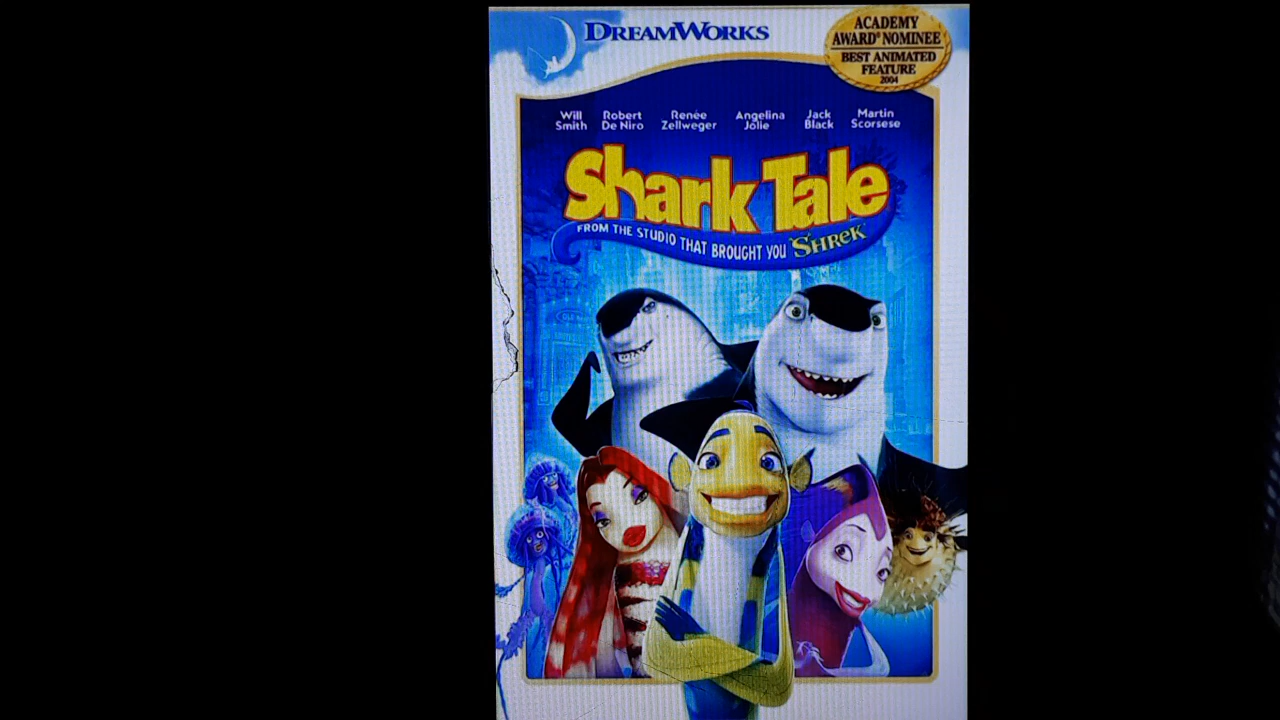 DREAMWORKS
ACADEMY
AWARD® NOMINEE
BEST ANIMATED
FEATURE
2004
Will Smith
Robert De Niro
Renée Zellweger
Angelina Jolie
Jack Black
Martin Scorsese
Shark Tale
FROM THE STUDIO THAT BROUGHT YOU SHREK